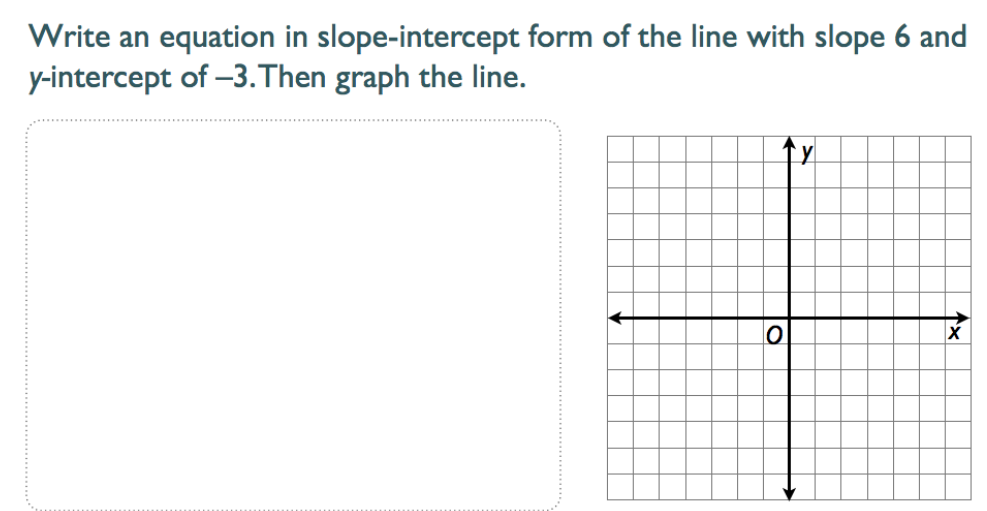 Write an equation in slope-intercept form of the line with slope 6 and
y-intercept of –3. Then graph the line.
y
O
x